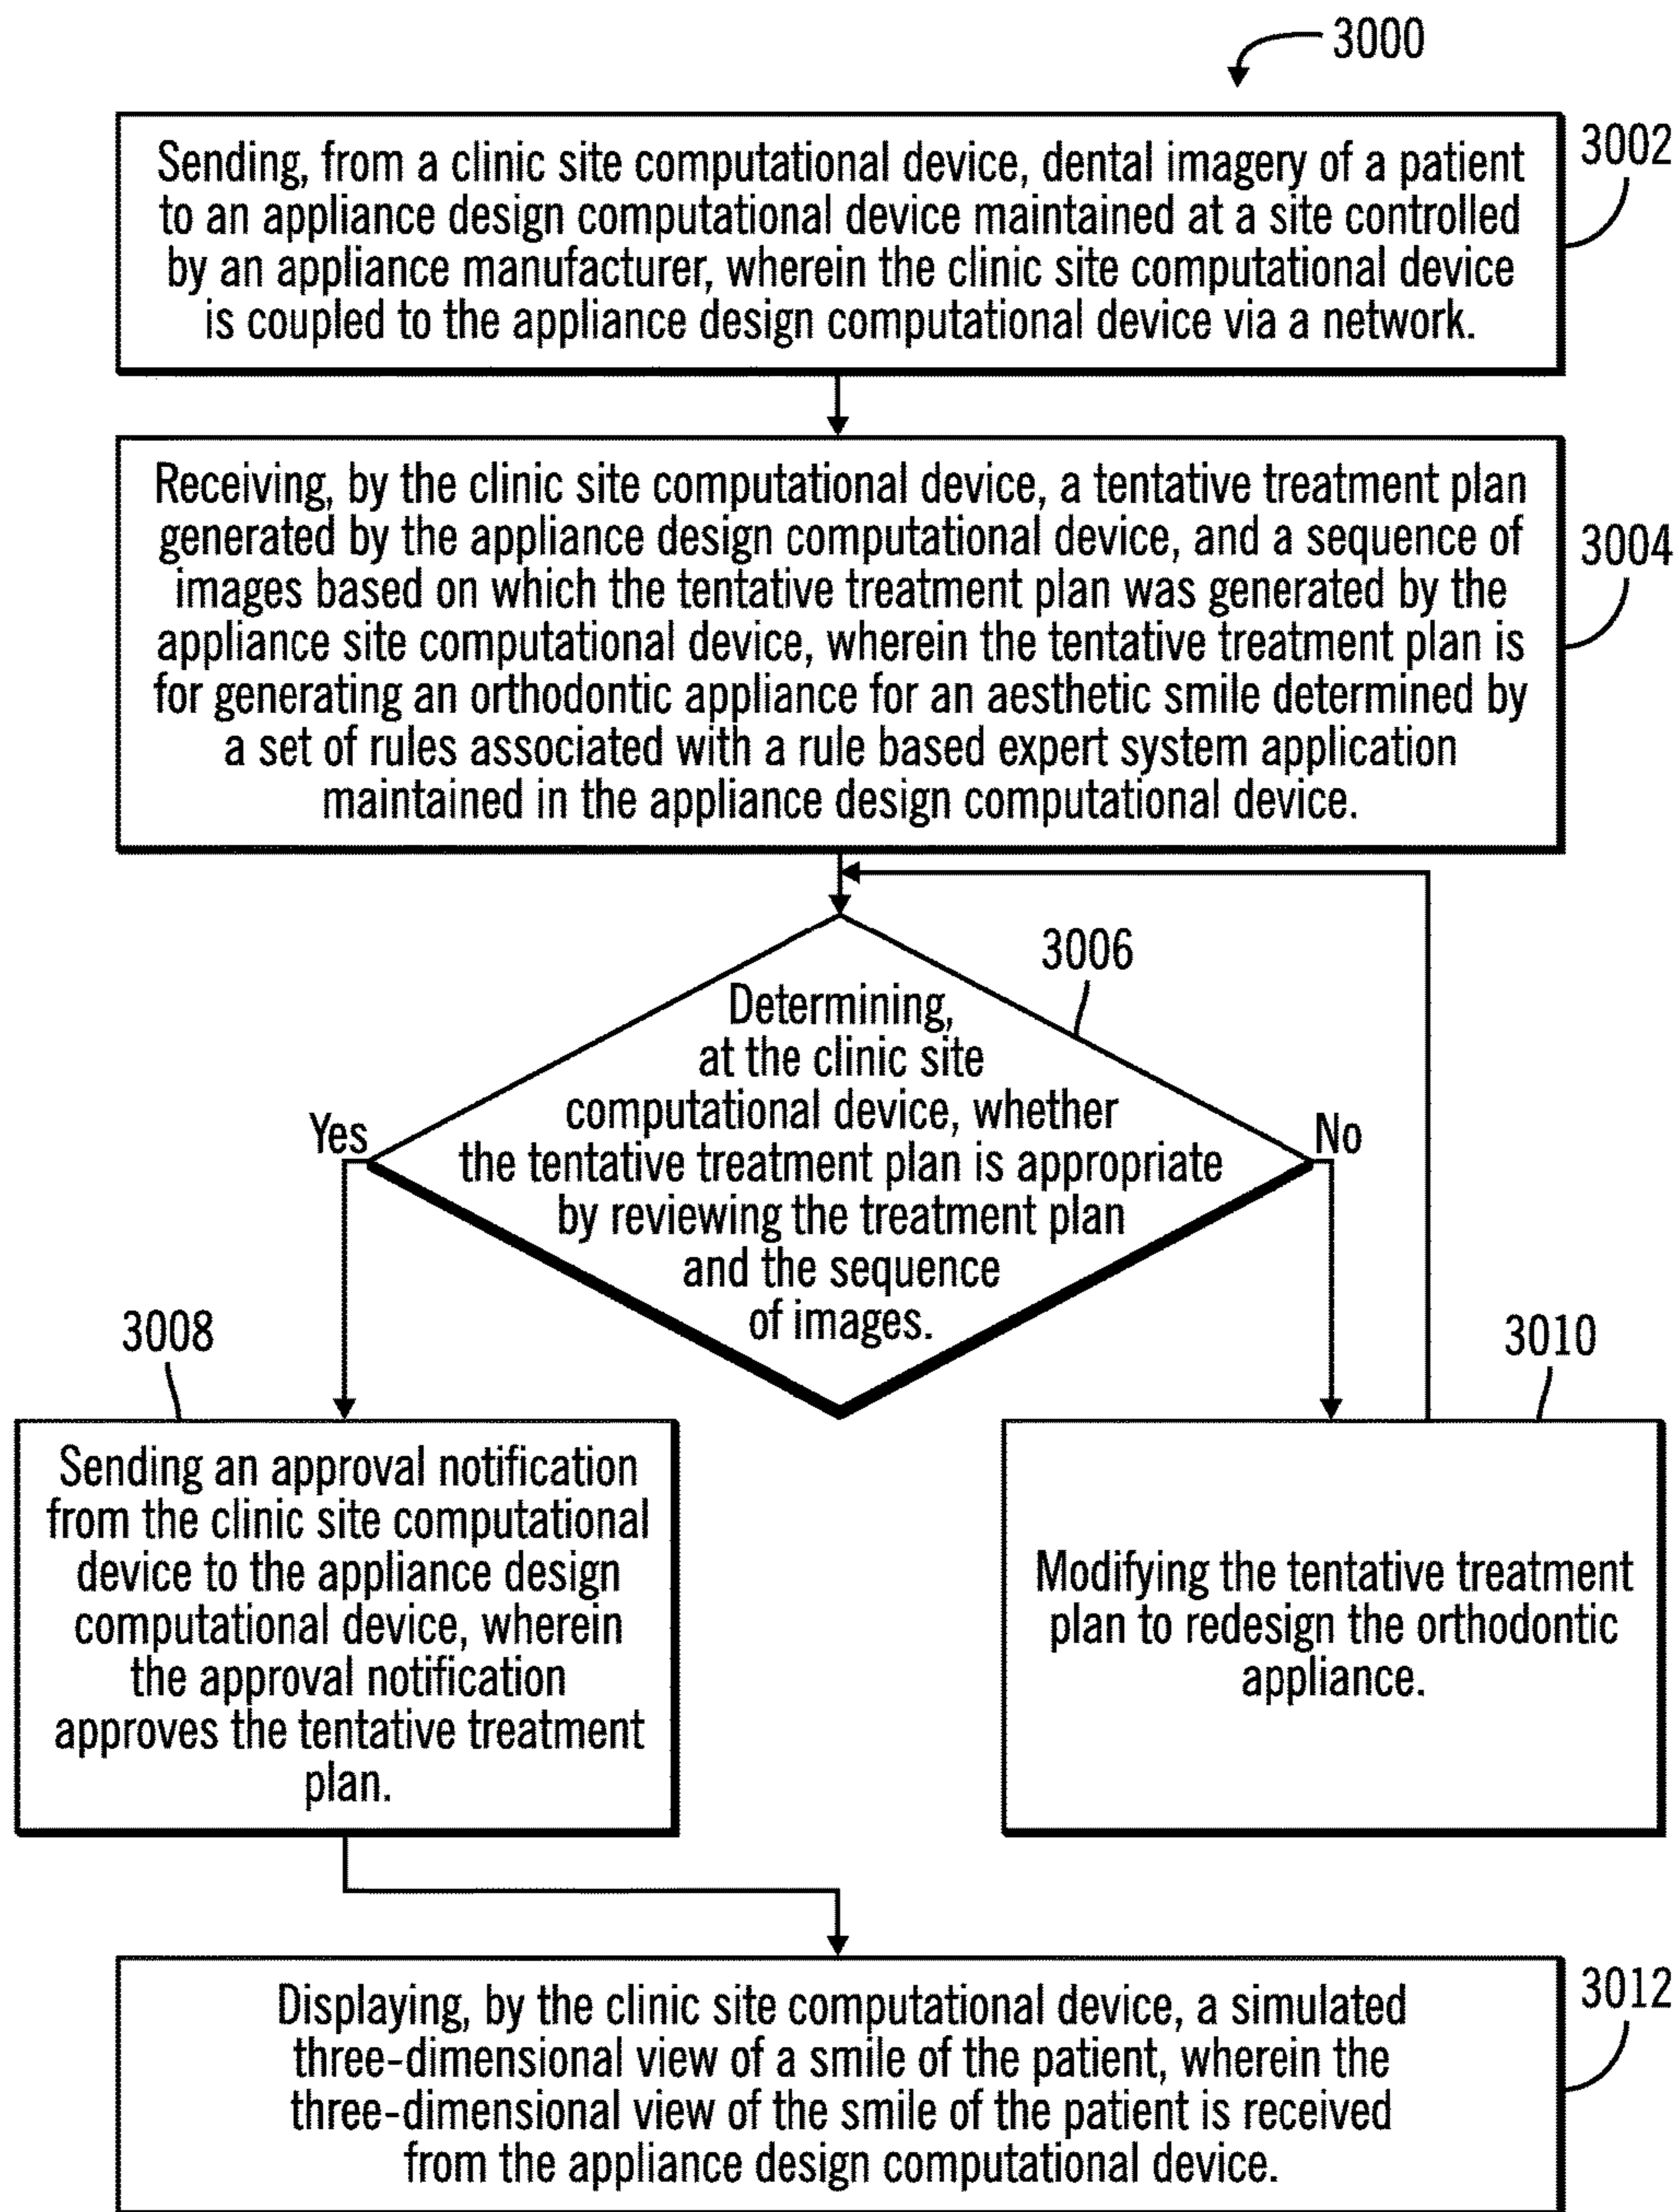 3000
Sending, from a clinic site computational device, dental imagery of a patient
to an appliance design computational device maintained at a site controlled
by an appliance manufacturer, wherein the clinic site computational device
is coupled to the appliance design computational device via a network.
3002
Receiving, by the clinic site computational device, a tentative treatment plan
generated by the appliance design computational device, and a sequence of
images based on which the tentative treatment plan was generated by the
appliance site computational device, wherein the tentative treatment plan is
for generating an orthodontic appliance for an aesthetic smile determined by
a set of rules associated with a rule based expert system application
maintained in the appliance design computational device.
3004
3006
Determining,
at the clinic site
computational device, whether
the tentative treatment plan is appropriate
by reviewing the treatment plan
and the sequence
of images.
Yes
No
3008
Sending an approval notification
from the clinic site computational
device to the appliance design
computational device, wherein
the approval notification
approves the tentative treatment
plan.
3010
Modifying the tentative treatment
plan to redesign the orthodontic
appliance.
Displaying, by the clinic site computational device, a simulated
three-dimensional view of a smile of the patient, wherein the
three-dimensional view of the smile of the patient is received
from the appliance design computational device.
3012